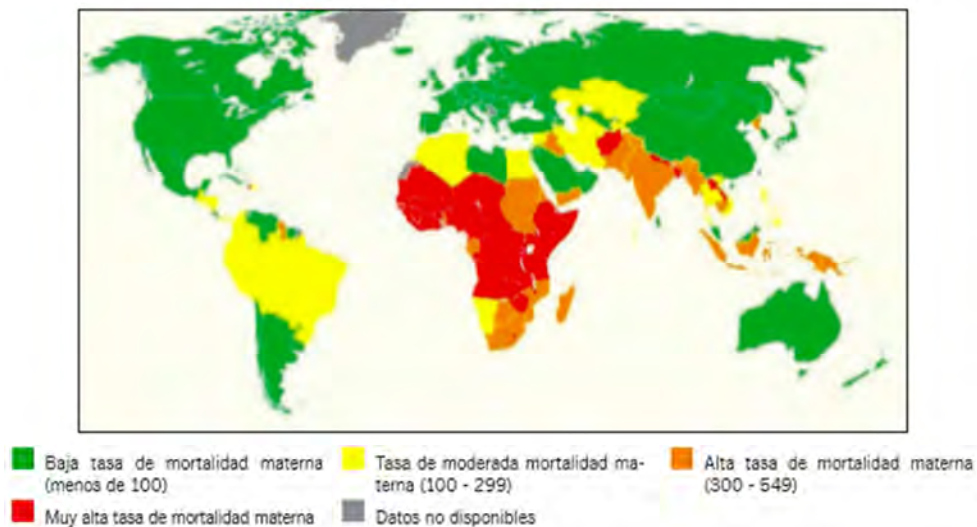 Baja tasa de mortalidad materna
(menos de 100)
Tasa de moderada mortalidad ma-
terna (100 - 299)
Alta tasa de mortalidad materna
(300 - 549)
Muy alta tasa de mortalidad materna
Datos no disponibles